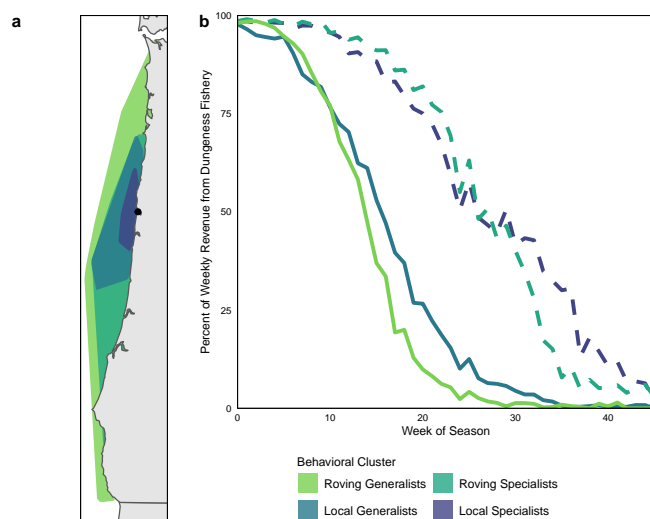 a
b
Percent of Weekly Revenue from Dungeness Fishery
100
75
50
25
0
0 10 20 30 40
Week of Season
Behavioral Cluster
Roving Generalists Roving Specialists
Local Generalists Local Specialists